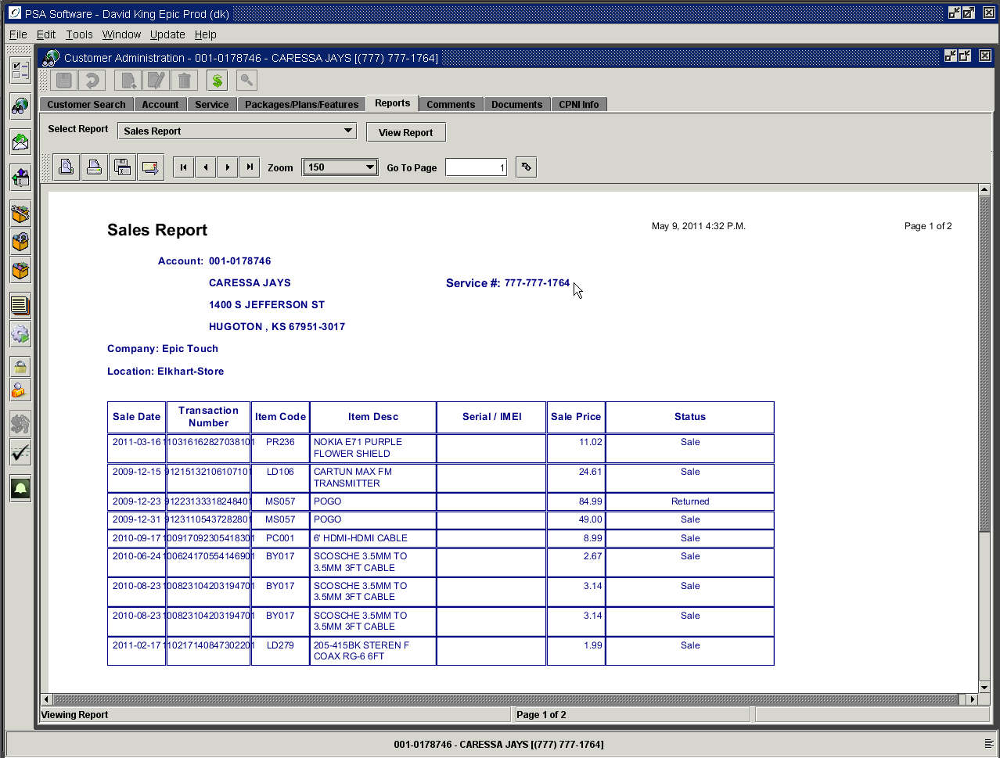 PSA Software - David King Epic Prod (dk)
File Edit Tools Window Update Help
Customer Administration - 001-0178746 - CARESSA JAYS [(777) 777-1764]
Customer Search Account Service Packages/Plans/Features Reports Comments Documents CPNI Info
Select Report Sales Report View Report
Zoom 150 Go To Page 1
Sales Report May 9, 2011 4:32 P.M. Page 1 of 2
Account: 001-0178746
CARESSA JAYS Service #: 777-777-1764
1400 S JEFFERSON ST
HUGOTON , KS 67951-3017
Company: Epic Touch
Location: Elkhart-Store
Sale Date Transaction Number Item Code Item Desc Serial / IMEI Sale Price Status
2011-03-16 110316162827038101 PR236 NOKIA E71 PURPLE 11.02 Sale
FLOWER SHIELD
2009-12-15 91215132106107101 LD106 CARTUN MAX FM 24.61 Sale
TRANSMITTER
2009-12-23 91223133318248401 MS057 POGO 84.99 Returned
2009-12-31 91231105437282801 MS057 POGO 49.00 Sale
2010-09-17 100917092305418301 PC001 6' HDMI-HDMI CABLE 8.99 Sale
2010-06-24 100624170554146901 BY017 SCOSCHE 3.5MM TO 2.67 Sale
3.5MM 3FT CABLE
2010-08-23 100823104203194701 BY017 SCOSCHE 3.5MM TO 3.14 Sale
3.5MM 3FT CABLE
2010-08-23 100823104203194701 BY017 SCOSCHE 3.5MM TO 3.14 Sale
3.5MM 3FT CABLE
2011-02-17 110217140847302201 LD279 205-415BK STEREN F 1.99 Sale
COAX RG-6 6FT
Viewing Report Page 1 of 2
001-0178746 - CARESSA JAYS [(777) 777-1764]